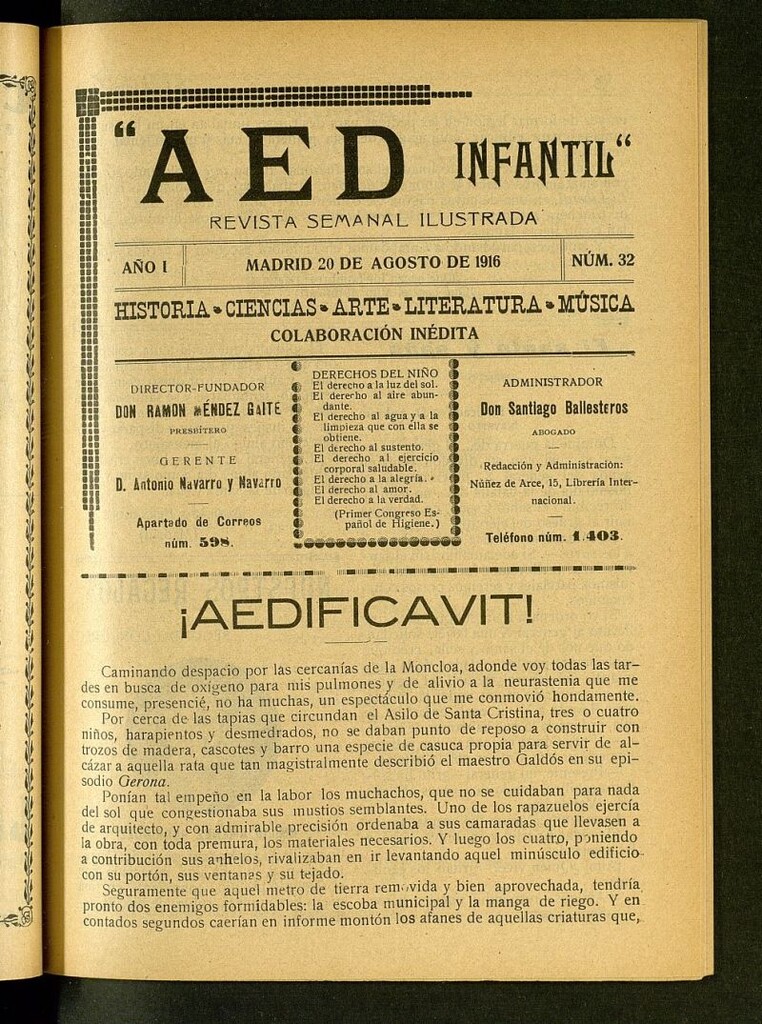 “AED INFANTIL“
REVISTA SEMANAL ILUSTRADA
AÑO I
MADRID 20 DE AGOSTO DE 1916
NÚM. 32
HISTORIA ❧ CIENCIAS ❧ ARTE ❧ LITERATURA ❧ MÚSICA
COLABORACIÓN INÉDITA
DIRECTOR-FUNDADOR
DON RAMON MÉNDEZ GAITE
PRESBÍTERO
GERENTE
D. Antonio Navarro y Navarro
Apartado de Correos
núm. 598.
DERECHOS DEL NIÑO
El derecho a la luz del sol.
El derecho al aire abun-
dante.
El derecho al agua y a la
limpieza que con ella se
obtiene.
El derecho al sustento.
El derecho al ejercicio
corporal saludable.
El derecho a la alegría.
El derecho al amor.
El derecho a la verdad.
(Primer Congreso Es-
pañol de Higiene.)
ADMINISTRADOR
Don Santiago Ballesteros
ABOGADO
Redacción y Administración:
Núñez de Arce, 15, Librería Inter-
nacional.
Teléfono núm. 1.403.
¡AEDIFICAVIT!
Caminando despacio por las cercanías de la Moncloa, adonde voy todas las tar-
des en busca de oxígeno para mis pulmones y de alivio a la neurastenia que me
consume, presencié, no ha muchas, un espectáculo que me conmovió hondamente.
Por cerca de las tapias que circundan el Asilo de Santa Cristina, tres o cuatro
niños, harapientos y desmedrados, no se daban punto de reposo a construir con
trozos de madera, cascotes y barro una especie de casuca propia para servir de al-
cázar a aquella rata que tan magistralmente describió el maestro Galdós en su epi-
sodio Gerona.
Ponían tal empeño en la labor los muchachos, que no se cuidaban para nada
del sol que congestionaba sus mustios semblantes. Uno de los rapazuelos ejercía
de arquitecto, y con admirable precisión ordenaba a sus camaradas que llevasen a
la obra, con toda premura, los materiales necesarios. Y luego los cuatro, poniendo
a contribución sus anhelos, rivalizaban en ir levantando aquel minúsculo edificio
con su portón, sus ventanas y su tejado.
Seguramente que aquel metro de tierra removida y bien aprovechada, tendría
pronto dos enemigos formidables: la escoba municipal y la manga de riego. Y en
contados segundos caerían en informe montón los afanes de aquellas criaturas que,